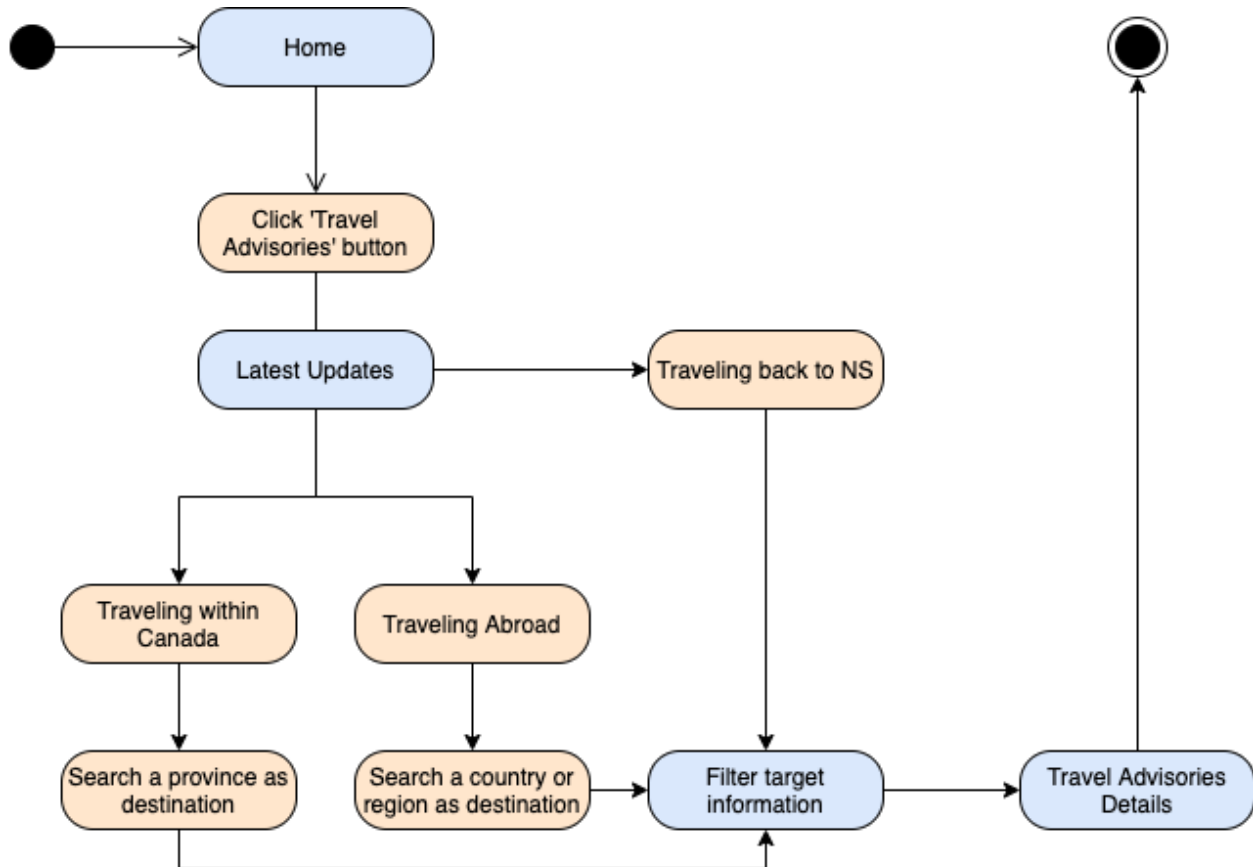 Home
Click 'Travel
Advisories' button
Latest Updates
Traveling back to NS
Traveling within
Canada
Traveling Abroad
Search a province as
destination
Search a country or
region as destination
Filter target
information
Travel Advisories
Details